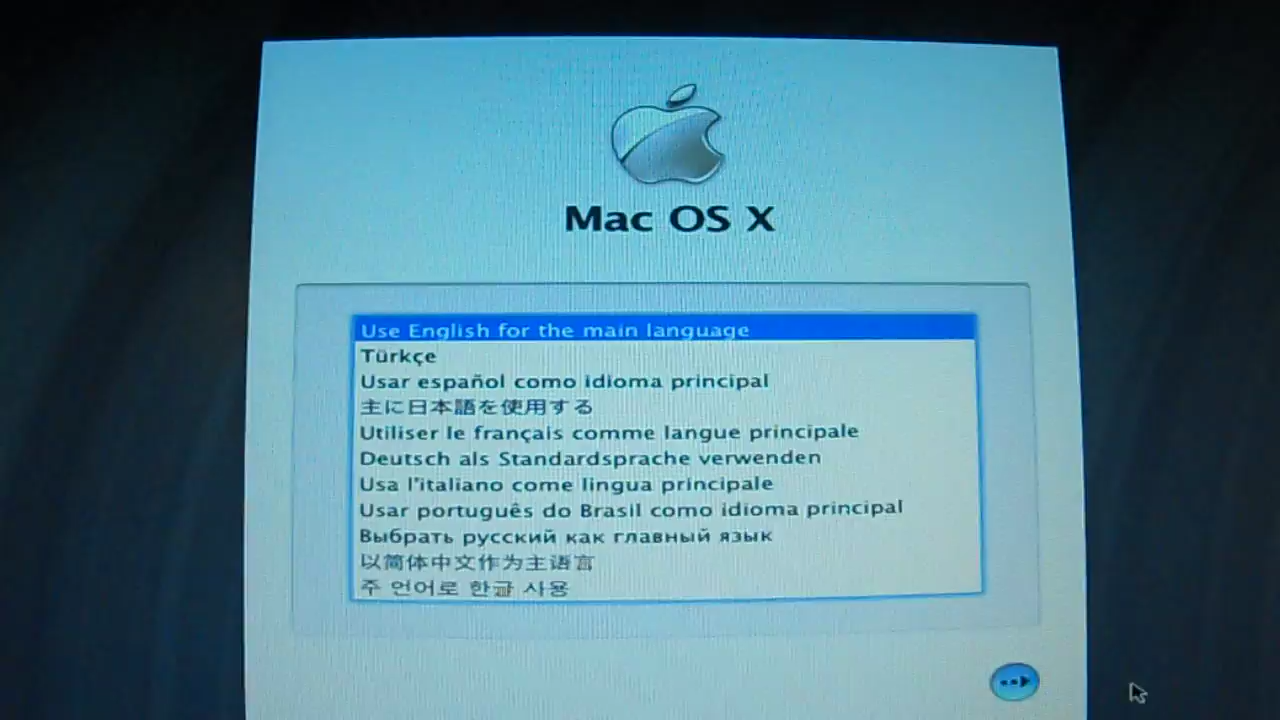 Mac OS X
Use English for the main language
Türkçe
Usar español como idioma principal
主に日本語を使用する
Utiliser le français comme langue principale
Deutsch als Standardsprache verwenden
Usa l'italiano come lingua principale
Usar português do Brasil como idioma principal
Выбрать русский как главный язык
以简体中文作为主语言
주 언어로 한글 사용